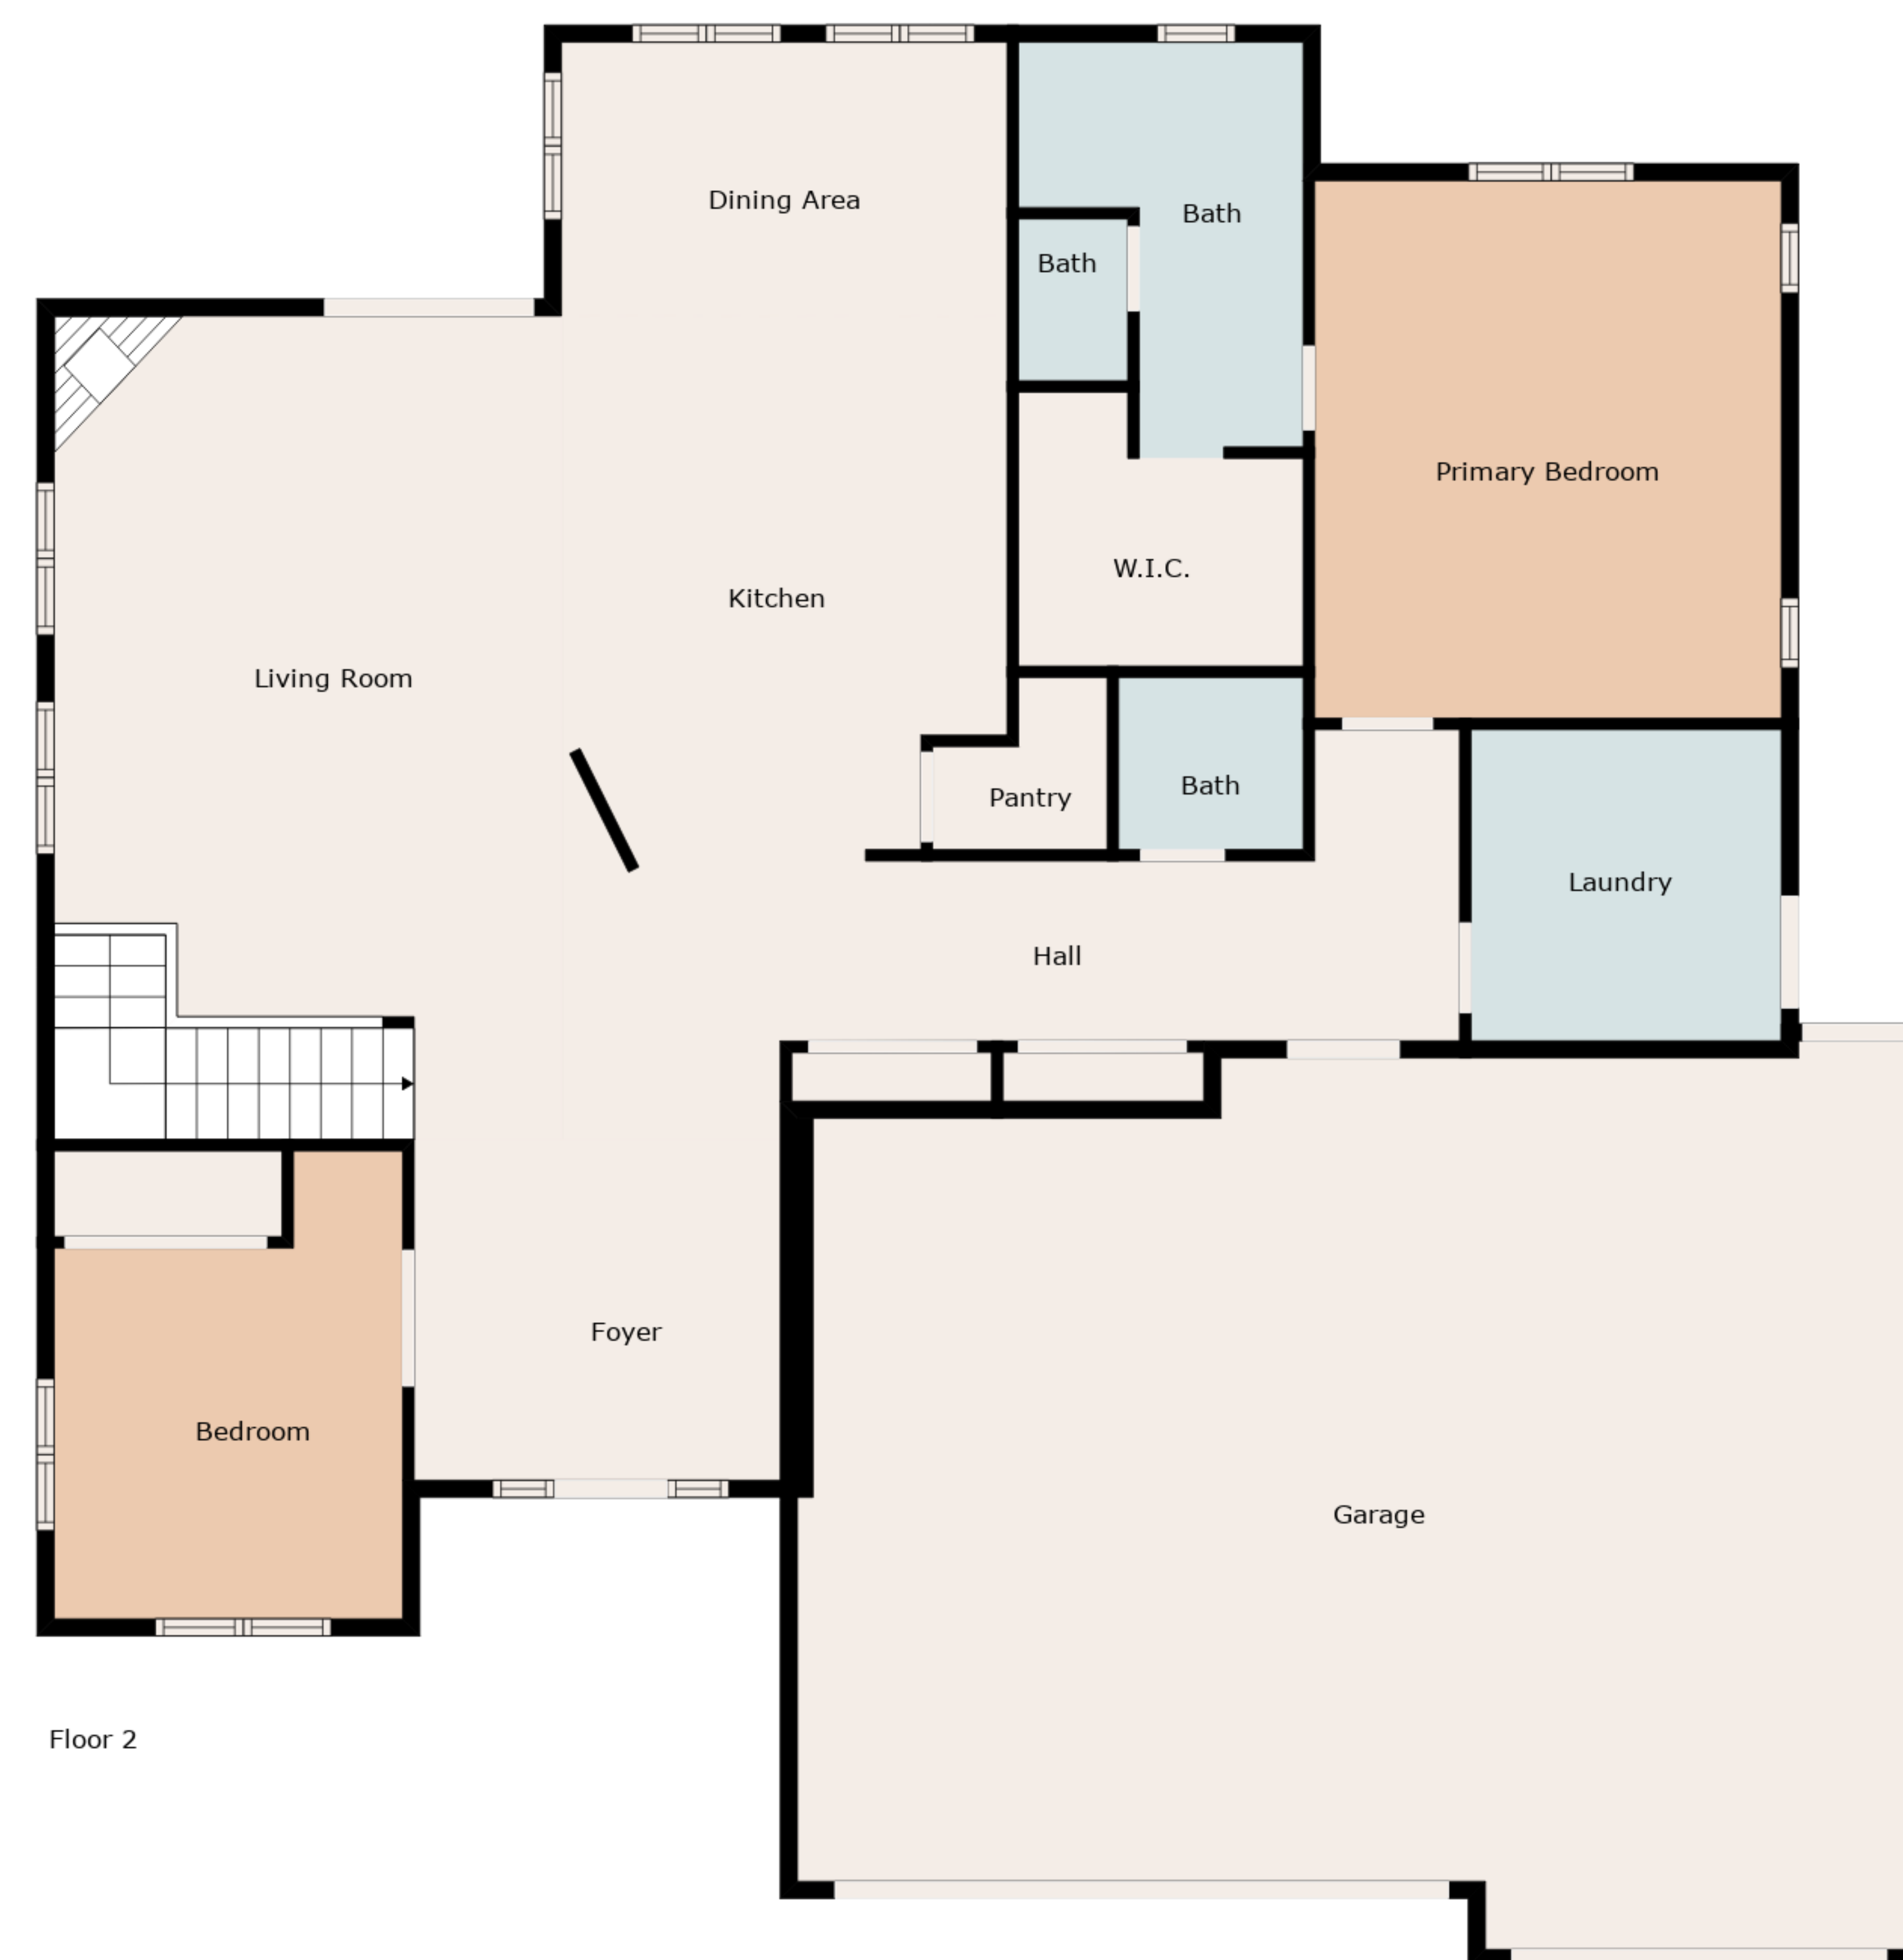 Dining Area
Bath
Bath
Primary Bedroom
W.I.C.
Kitchen
Living Room
Bath
Pantry
Laundry
Hall
Foyer
Bedroom
Garage
Floor 2